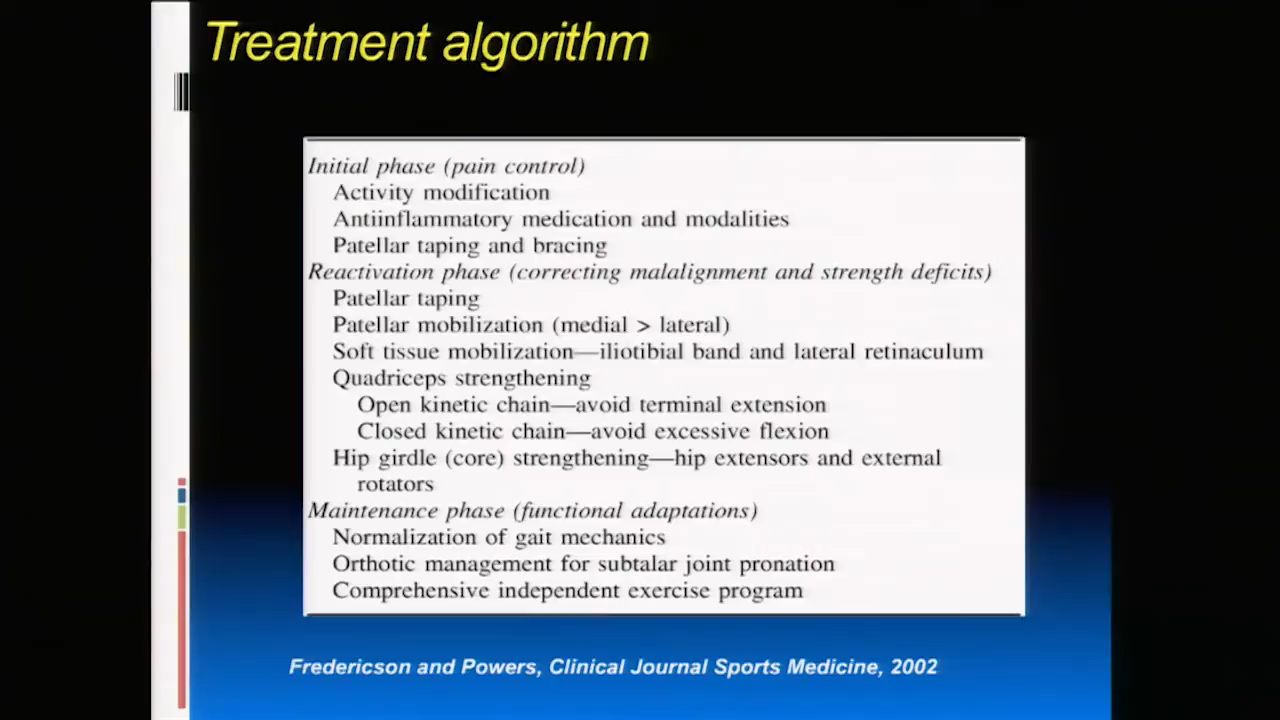 Treatment algorithm
Initial phase (pain control)
Activity modification
Antiinflammatory medication and modalities
Patellar taping and bracing
Reactivation phase (correcting malalignment and strength deficits)
Patellar taping
Patellar mobilization (medial > lateral)
Soft tissue mobilization—iliotibial band and lateral retinaculum
Quadriceps strengthening
Open kinetic chain—avoid terminal extension
Closed kinetic chain—avoid excessive flexion
Hip girdle (core) strengthening—hip extensors and external
rotators
Maintenance phase (functional adaptations)
Normalization of gait mechanics
Orthotic management for subtalar joint pronation
Comprehensive independent exercise program
Fredericson and Powers, Clinical Journal Sports Medicine, 2002